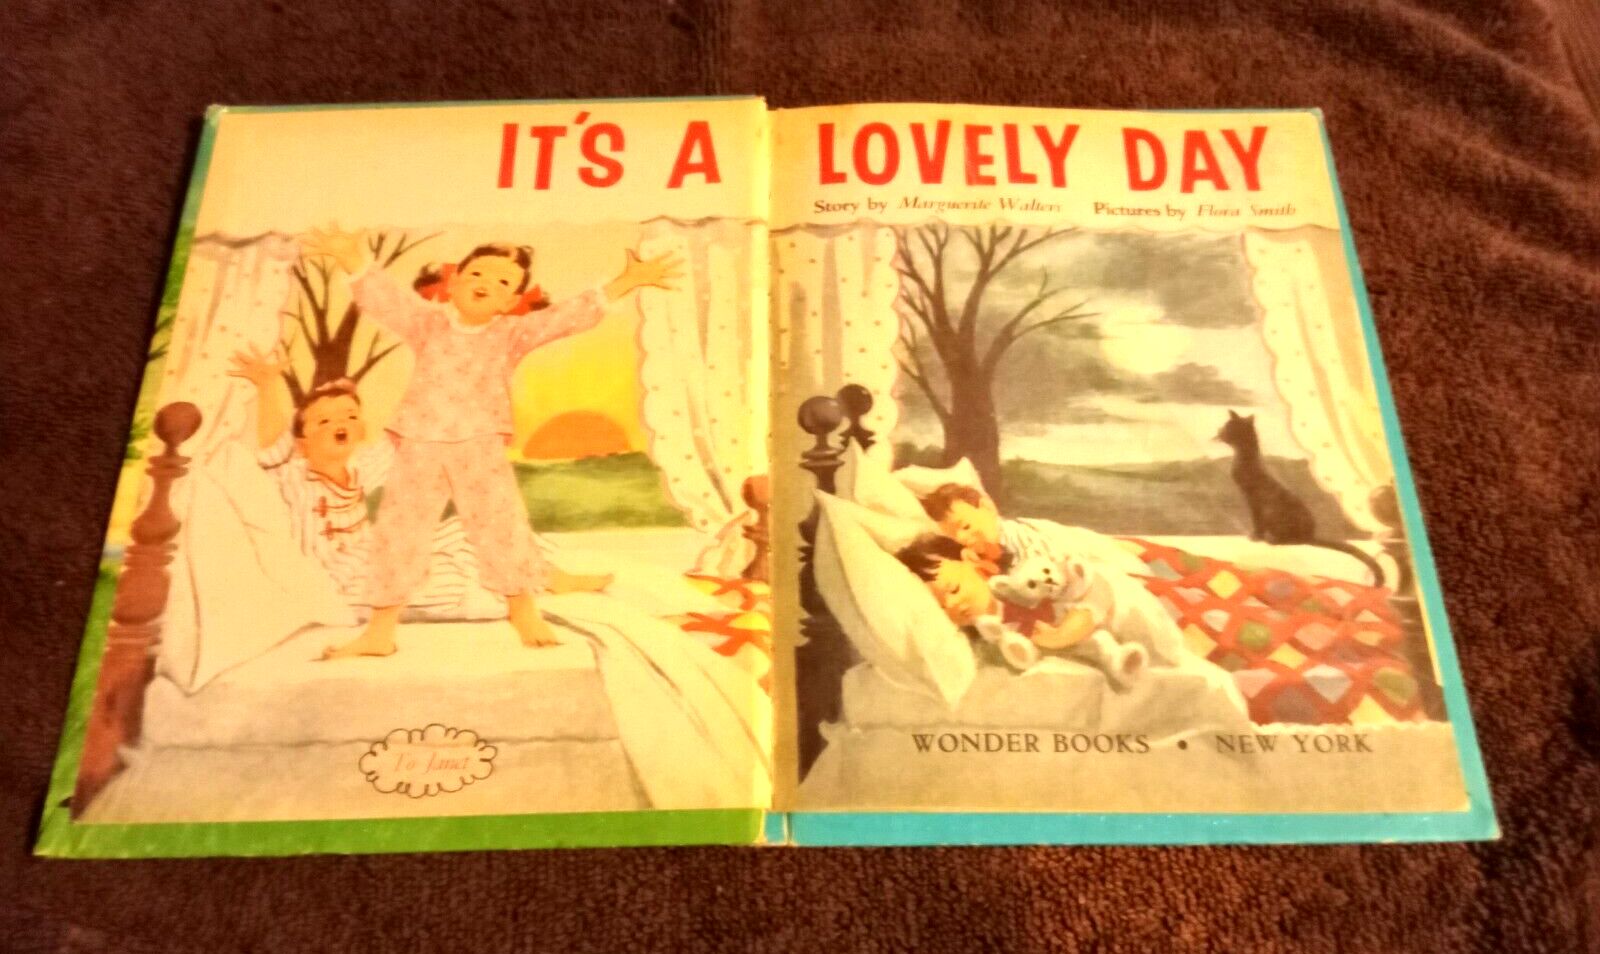 IT'S A LOVELY DAY
Story by Marguerite Walters Pictures by Flora Smith
To Janet
WONDER BOOKS • NEW YORK